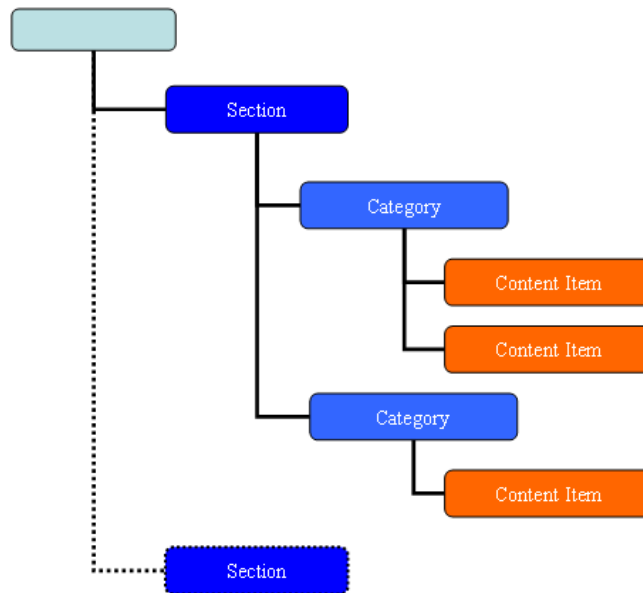 Section
Category
Content Item
Content Item
Category
Content Item
Section